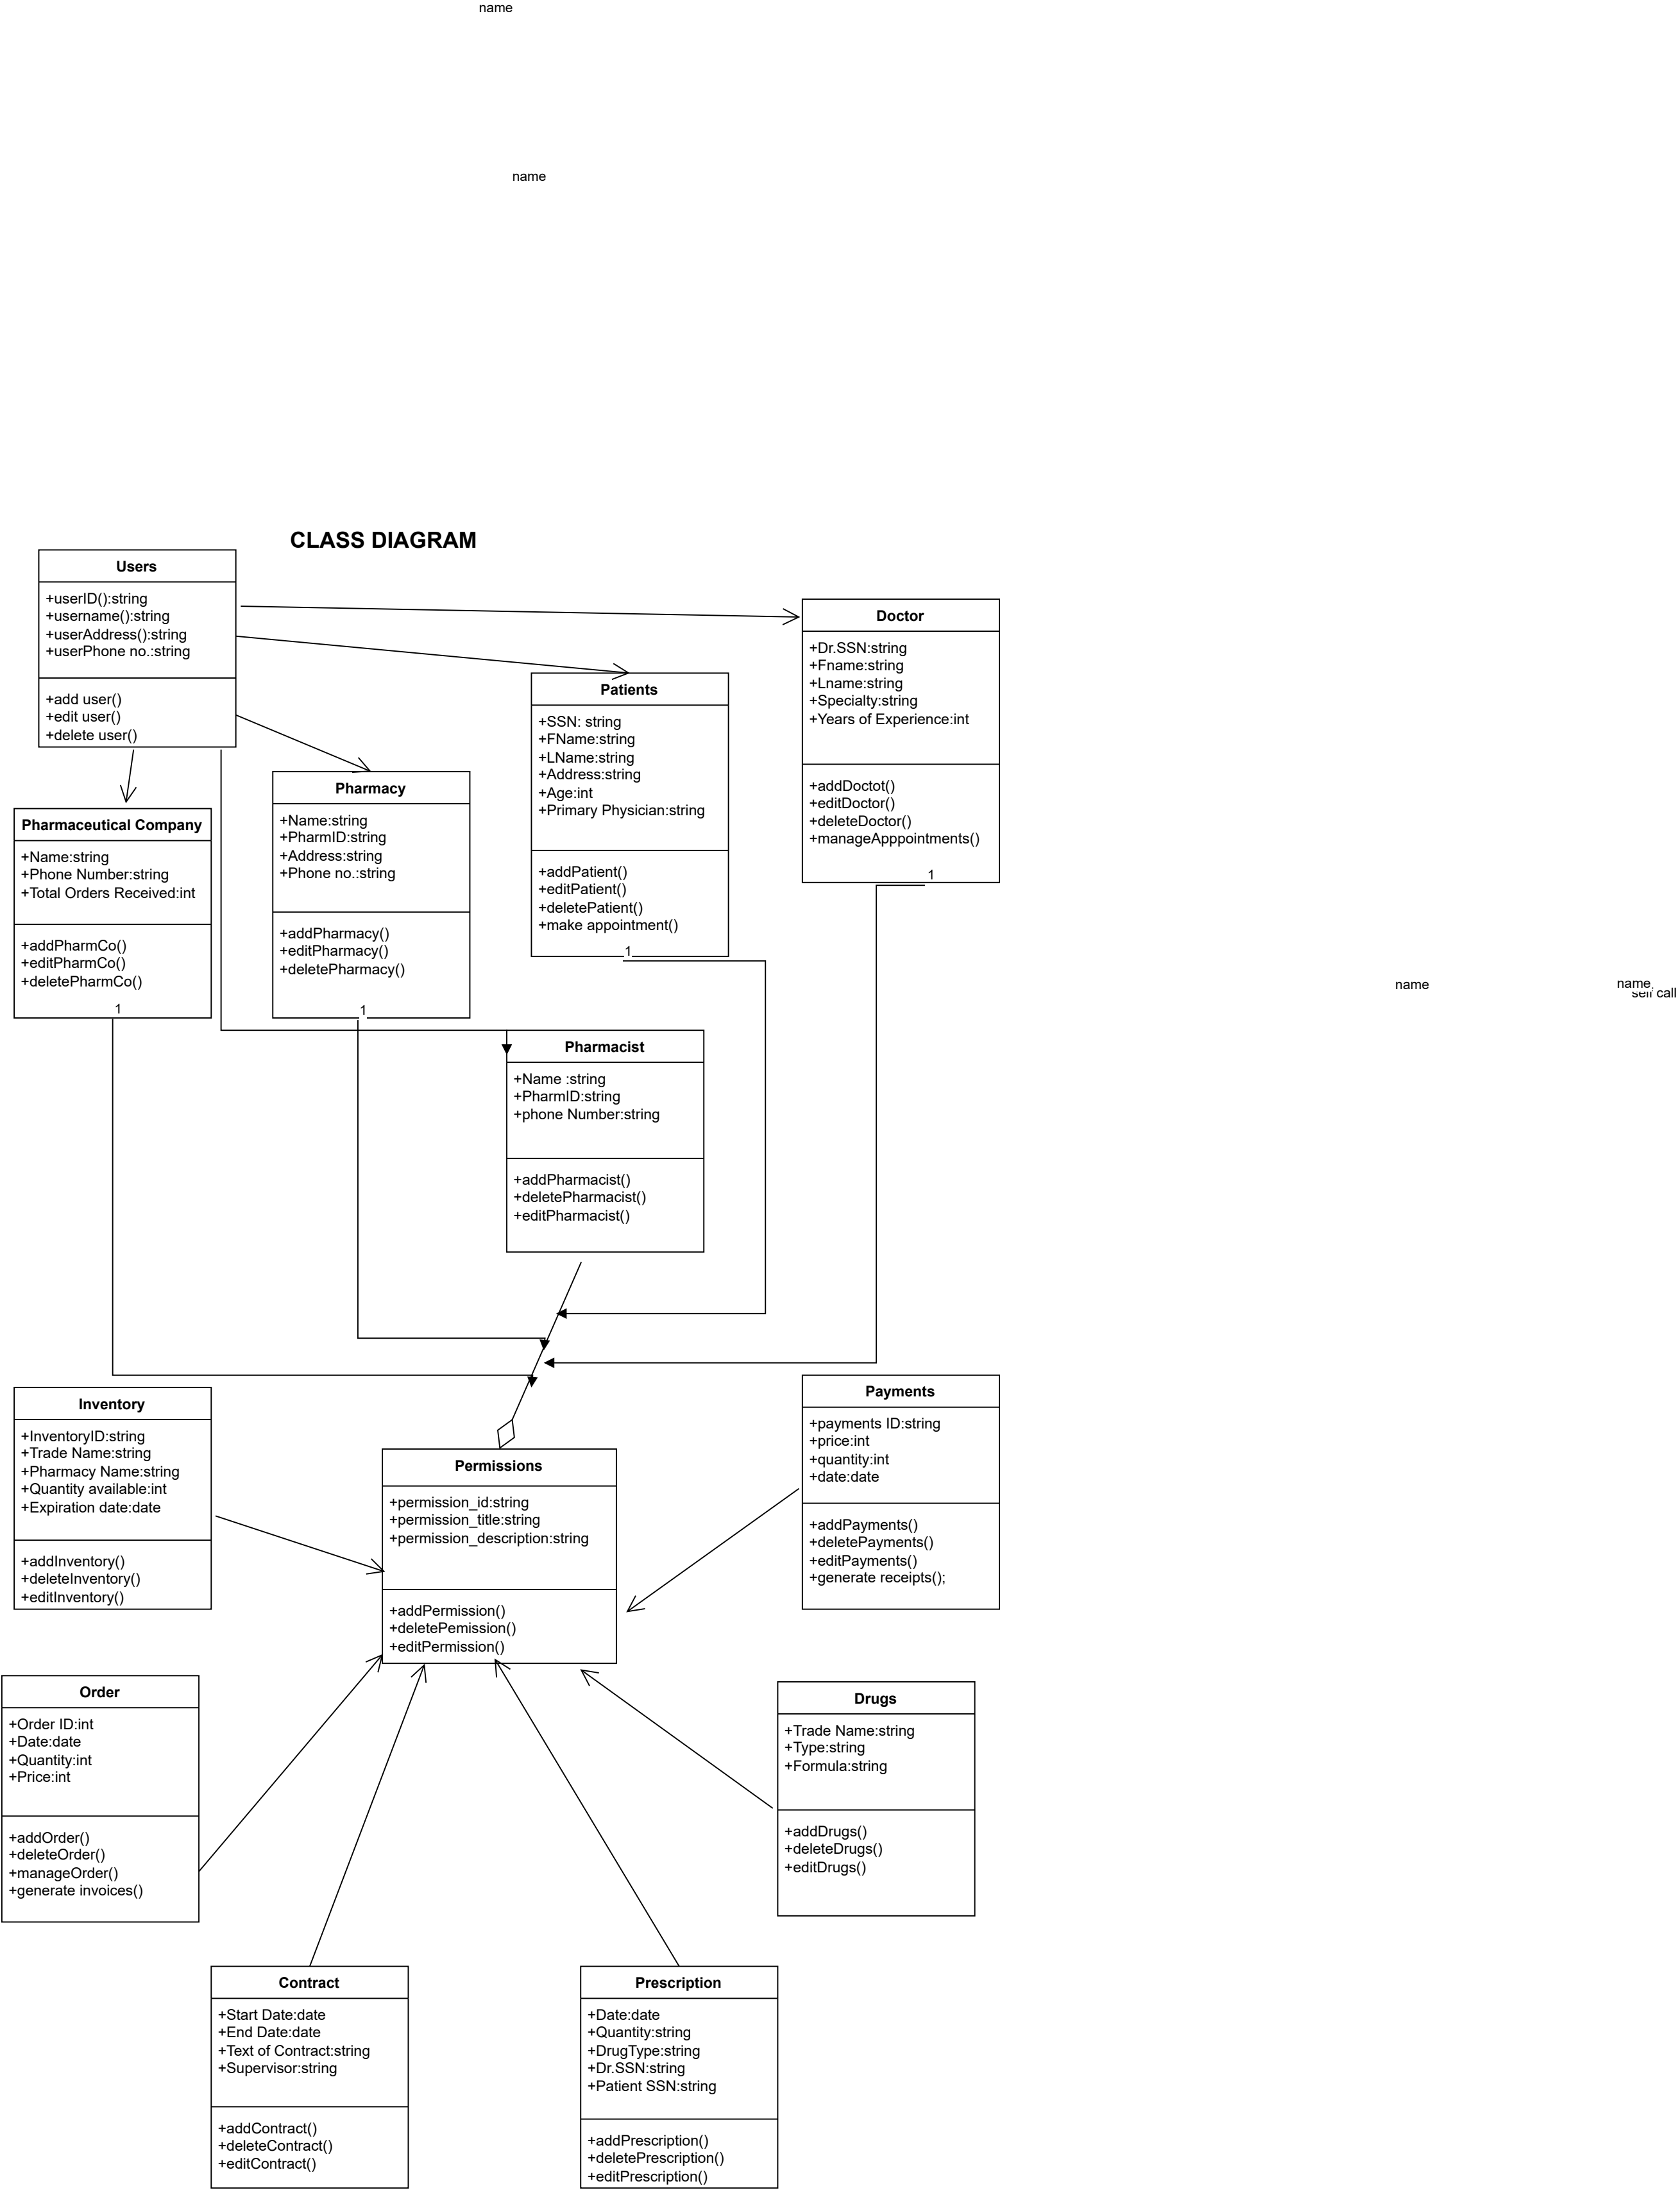 name
name
CLASS DIAGRAM
Users
+userID():string
+username():string
+userAddress():string
+userPhone no.:string
+add user()
+edit user()
+delete user()
Doctor
+Dr.SSN:string
+Fname:string
+Lname:string
+Specialty:string
+Years of Experience:int
+addDoctot()
+editDoctor()
+deleteDoctor()
+manageApppointments()
1
Patients
+SSN: string
+FName:string
+LName:string
+Address:string
+Age:int
+Primary Physician:string
+addPatient()
+editPatient()
+deletePatient()
+make appointment()
1
Pharmacy
+Name:string
+PharmID:string
+Address:string
+Phone no.:string
+addPharmacy()
+editPharmacy()
+deletePharmacy()
1
Pharmaceutical Company
+Name:string
+Phone Number:string
+Total Orders Received:int
+addPharmCo()
+editPharmCo()
+deletePharmCo()
1
name
name
self call
Pharmacist
+Name :string
+PharmID:string
+phone Number:string
+addPharmacist()
+deletePharmacist()
+editPharmacist()
Inventory
+InventoryID:string
+Trade Name:string
+Pharmacy Name:string
+Quantity available:int
+Expiration date:date
+addInventory()
+deleteInventory()
+editInventory()
Permissions
+permission_id:string
+permission_title:string
+permission_description:string
+addPermission()
+deletePemission()
+editPermission()
Payments
+payments ID:string
+price:int
+quantity:int
+date:date
+addPayments()
+deletePayments()
+editPayments()
+generate receipts();
Order
+Order ID:int
+Date:date
+Quantity:int
+Price:int
+addOrder()
+deleteOrder()
+manageOrder()
+generate invoices()
Drugs
+Trade Name:string
+Type:string
+Formula:string
+addDrugs()
+deleteDrugs()
+editDrugs()
Contract
+Start Date:date
+End Date:date
+Text of Contract:string
+Supervisor:string
+addContract()
+deleteContract()
+editContract()
Prescription
+Date:date
+Quantity:string
+DrugType:string
+Dr.SSN:string
+Patient SSN:string
+addPrescription()
+deletePrescription()
+editPrescription()